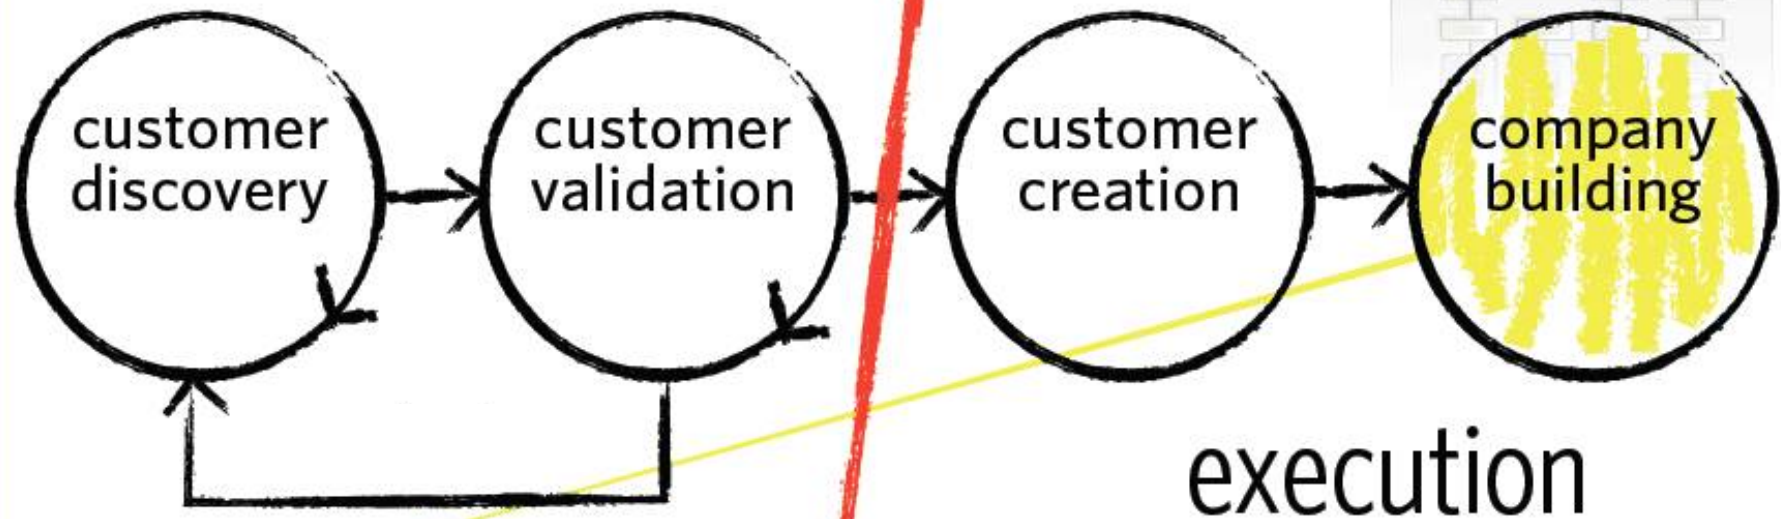 customer
discovery
customer
validation
customer
creation
company
building
execution